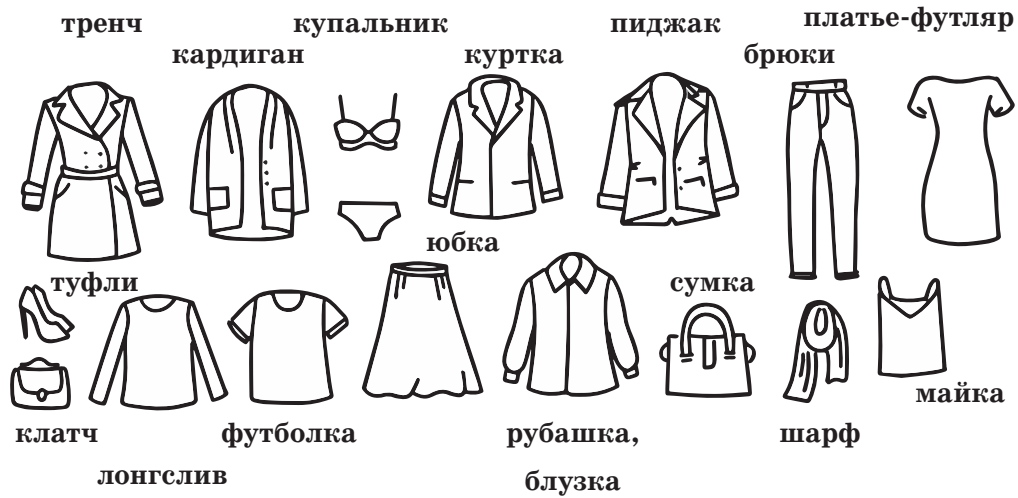 тренч
купальник
пиджак
платье-футляр
кардиган
куртка
брюки
юбка
туфли
сумка
майка
клатч
футболка
рубашка,
блузка
шарф
лонгслив